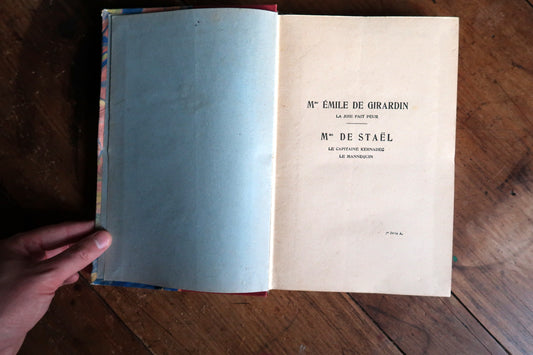 Mme ÉMILE DE GIRARDIN
LA JOIE FAIT PEUR
Mme DE STAËL
LE CAPITAINE KERNADEC
LE MANNEQUIN